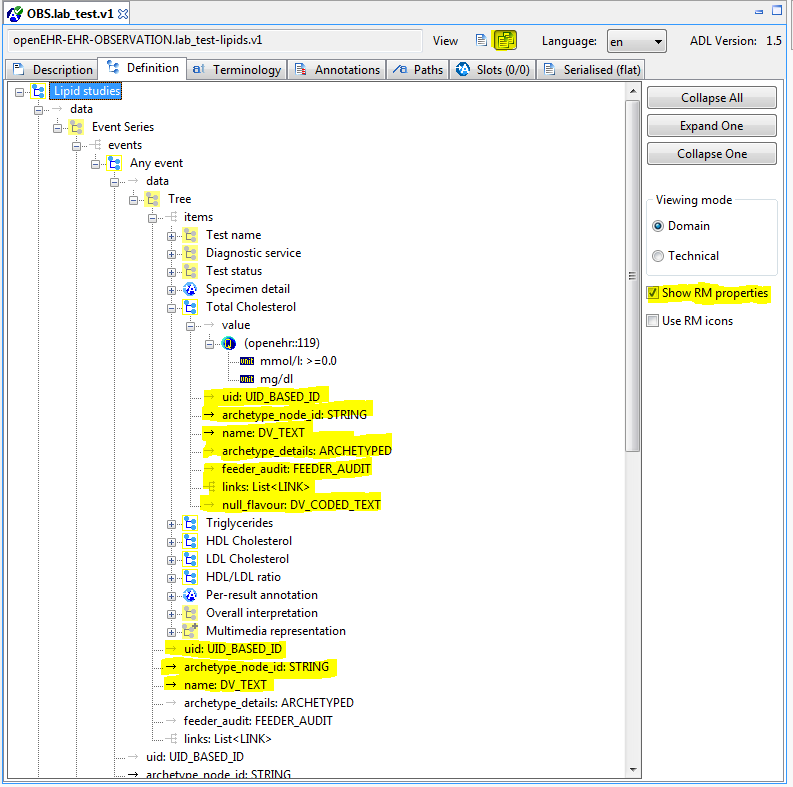 OBS.lab_test.v1
openEHR-EHR-OBSERVATION.lab_test-lipids.v1 View Language: en ADL Version: 1.5
Description Definition Terminology Annotations Paths Slots (0/0) Serialised (flat)
Lipid studies
data
Event Series
events
Any event
data
Tree
items
Test name
Diagnostic service
Test status
Specimen detail
Total Cholesterol
value
(openehr::119)
unit mmol/l: >=0.0
unit mg/dl
uid: UID_BASED_ID
archetype_node_id: STRING
name: DV_TEXT
archetype_details: ARCHETYPED
feeder_audit: FEEDER_AUDIT
links: List<LINK>
null_flavour: DV_CODED_TEXT
Triglycerides
HDL Cholesterol
LDL Cholesterol
HDL/LDL ratio
Per-result annotation
Overall interpretation
Multimedia representation
uid: UID_BASED_ID
archetype_node_id: STRING
name: DV_TEXT
archetype_details: ARCHETYPED
feeder_audit: FEEDER_AUDIT
links: List<LINK>
uid: UID_BASED_ID
archetype_node_id: STRING
Collapse All
Expand One
Collapse One
Viewing mode
Domain
Technical
Show RM properties
Use RM icons